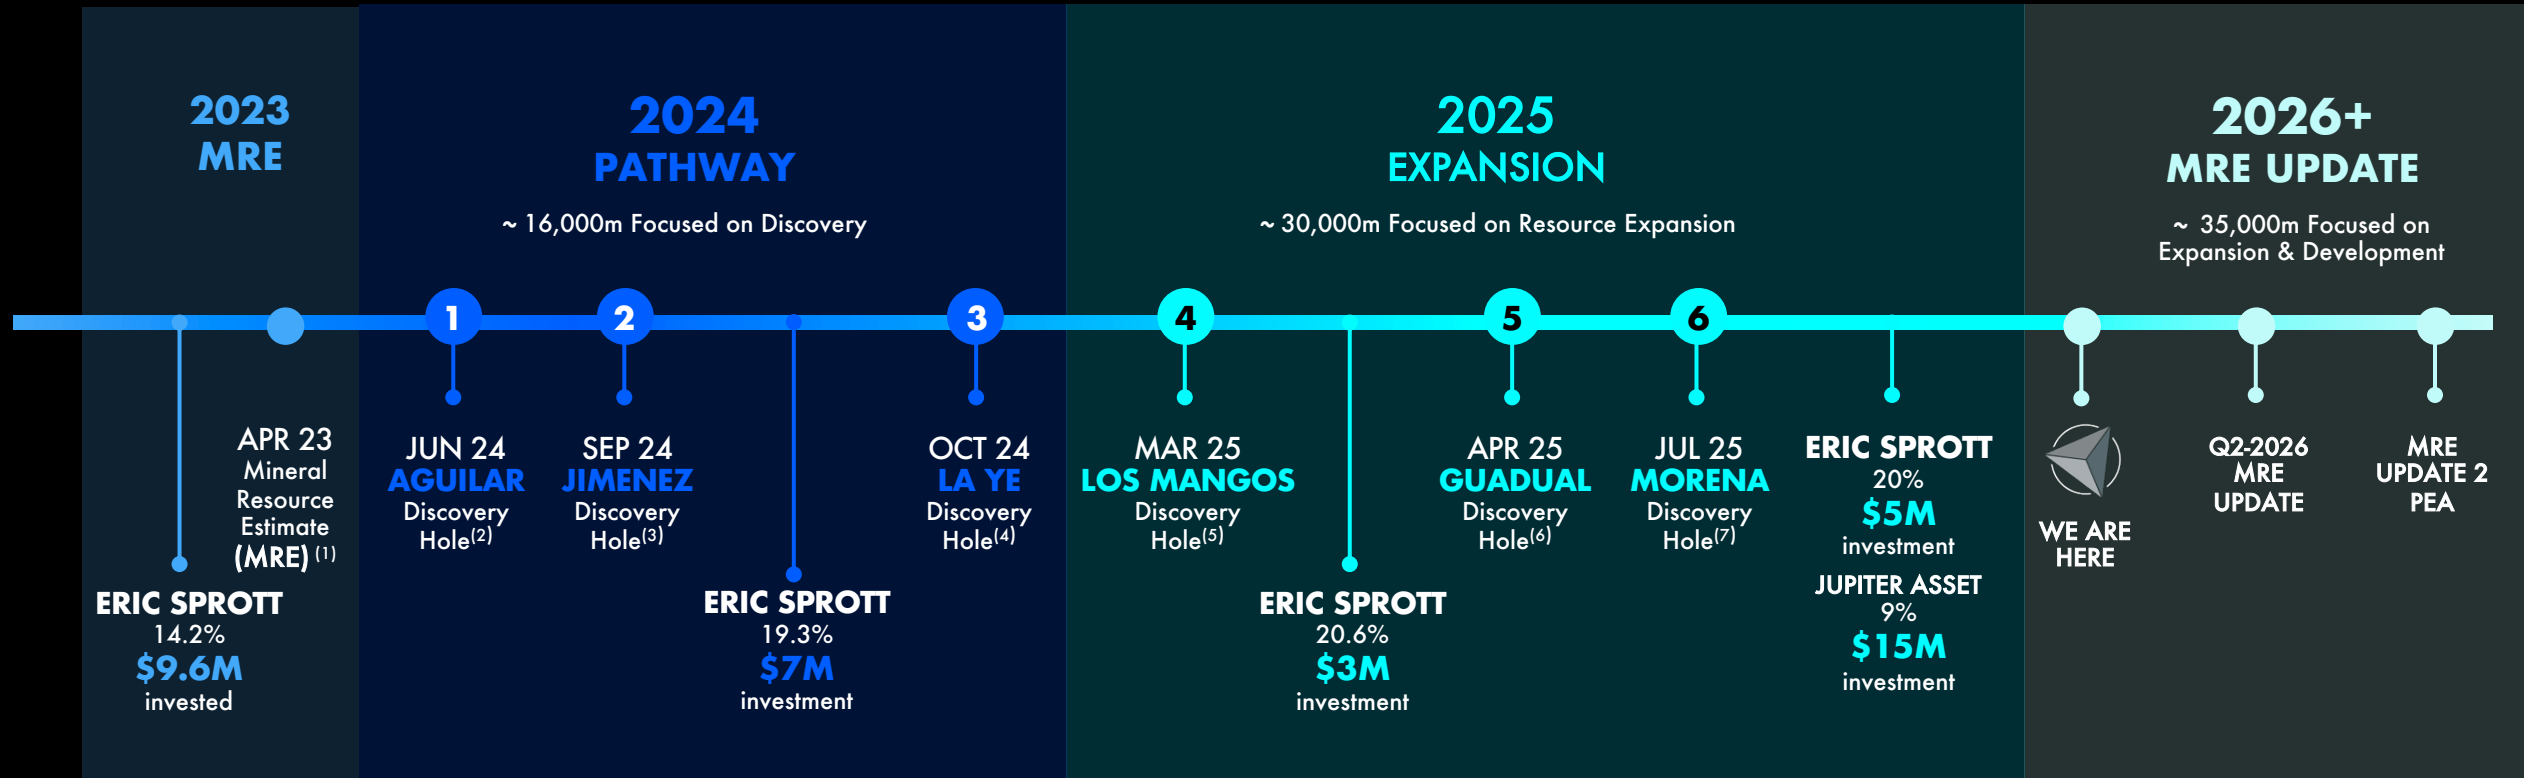 2023
MRE
2024
PATHWAY
~ 16,000m Focused on Discovery
2025
EXPANSION
~ 30,000m Focused on Resource Expansion
2026+
MRE UPDATE
~ 35,000m Focused on
Expansion & Development
ERIC SPROTT
14.2%
$9.6M
invested
APR 23
Mineral
Resource
Estimate
(MRE) (1)
1
JUN 24
AGUILAR
Discovery
Hole(2)
2
SEP 24
JIMENEZ
Discovery
Hole(3)
ERIC SPROTT
19.3%
$7M
investment
3
OCT 24
LA YE
Discovery
Hole(4)
4
MAR 25
LOS MANGOS
Discovery
Hole(5)
ERIC SPROTT
20.6%
$3M
investment
5
APR 25
GUADUAL
Discovery
Hole(6)
6
JUL 25
MORENA
Discovery
Hole(7)
ERIC SPROTT
20%
$5M
investment
JUPITER ASSET
9%
$15M
investment
WE ARE
HERE
Q2-2026
MRE
UPDATE
MRE
UPDATE 2
PEA